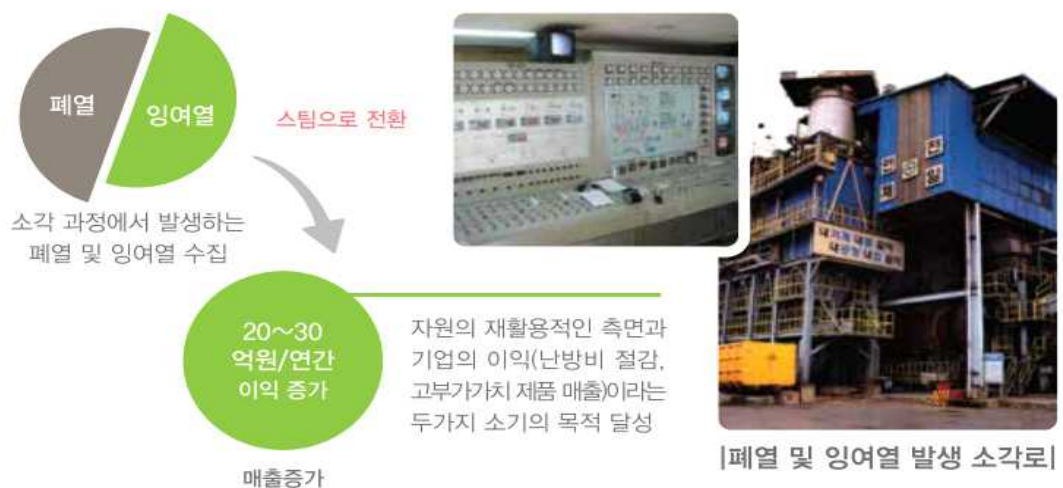 폐열
잉여열
스팀으로 전환
소각 과정에서 발생하는
폐열 및 잉여열 수집
20~30
억원/연간
이익 증가
매출증가
자원의 재활용적인 측면과
기업의 이익(난방비 절감,
고부가가치 제품 매출)이라는
두가지 소기의 목적 달성
|폐열 및 잉여열 발생 소각로|